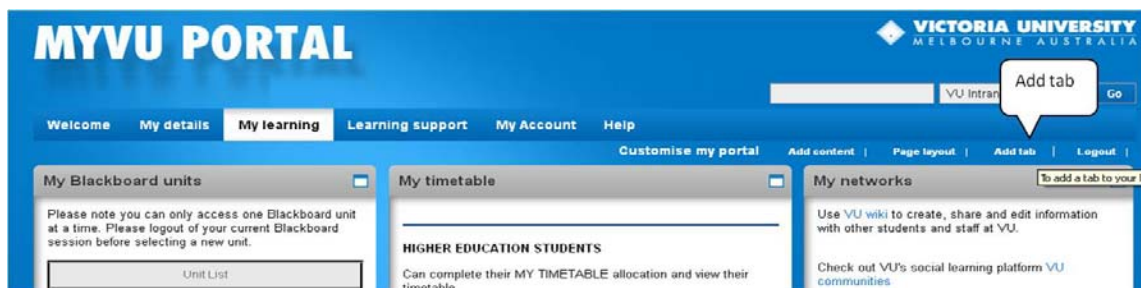 MYVU PORTAL
VICTORIA UNIVERSITY
MELBOURNE AUSTRALIA
Add tab
VU Intran
Go
Welcome My details My learning Learning support My Account Help
Customise my portal Add content | Page layout | Add tab | Logout |
To add a tab to your
My Blackboard units
Please note you can only access one Blackboard unit
at a time. Please logout of your current Blackboard
session before selecting a new unit.
Unit List
My timetable
HIGHER EDUCATION STUDENTS
Can complete their MY TIMETABLE allocation and view their
timetable
My networks
Use VU wiki to create, share and edit information
with other students and staff at VU.
Check out VU's social learning platform VU
communities